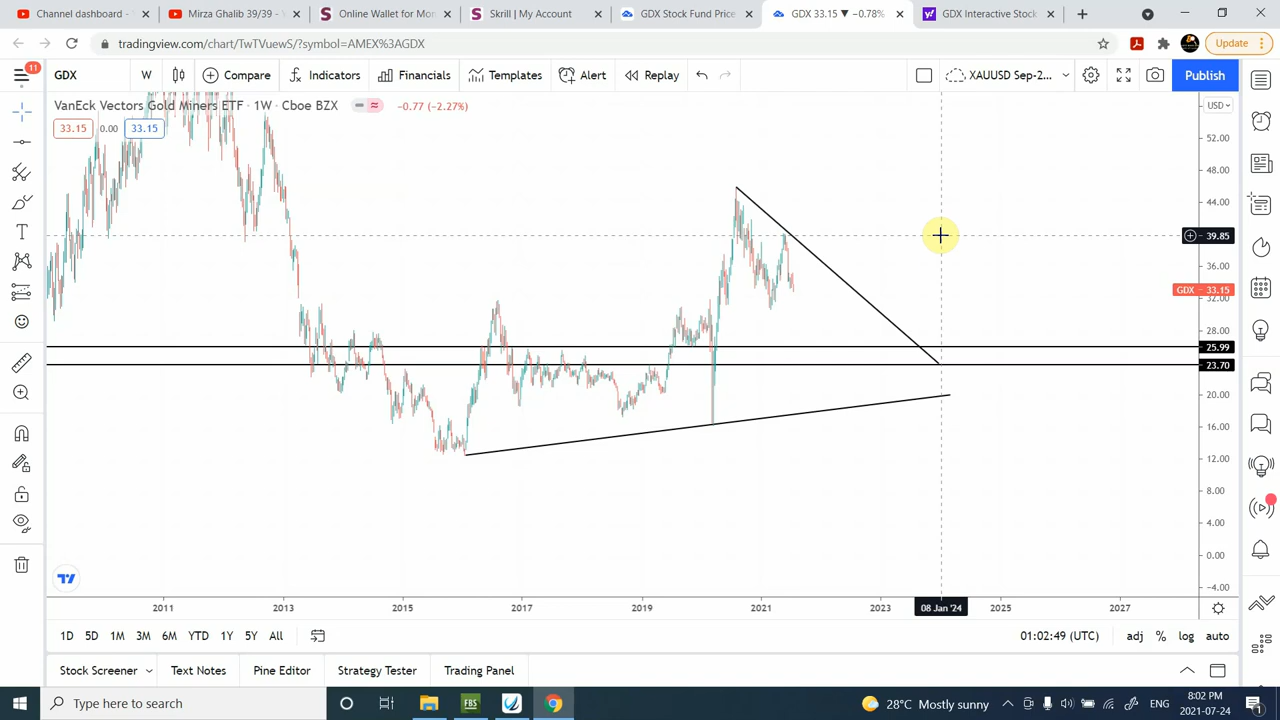 Channel dashboard - You
Mirza Ghalib 39/39 -
Online Wallet for Mon
Skrill | My Account
GDX Stock Fund Price
GDX 33.15 ▼ −0.78%
GDX Interactive Stock
tradingview.com/chart/TwTVuewS/?symbol=AMEX%3AGDX
Update
11
GDX
W
Compare
Indicators
Financials
Templates
Alert
Replay
XAUUSD Sep-2...
Publish
VanEck Vectors Gold Miners ETF · 1W · Cboe BZX
−0.77 (−2.27%)
33.15
0.00
33.15
USD
52.00
48.00
44.00
39.85
36.00
GDX 33.15
32.00
28.00
25.99
23.70
20.00
16.00
12.00
8.00
4.00
0.00
−4.00
2011
2013
2015
2017
2019
2021
2023
08 Jan '24
2025
2027
1D
5D
1M
3M
6M
YTD
1Y
5Y
All
01:02:49 (UTC)
adj
%
log
auto
Stock Screener
Text Notes
Pine Editor
Strategy Tester
Trading Panel
Type here to search
FBS
28°C Mostly sunny
ENG
8:02 PM
2021-07-24
1